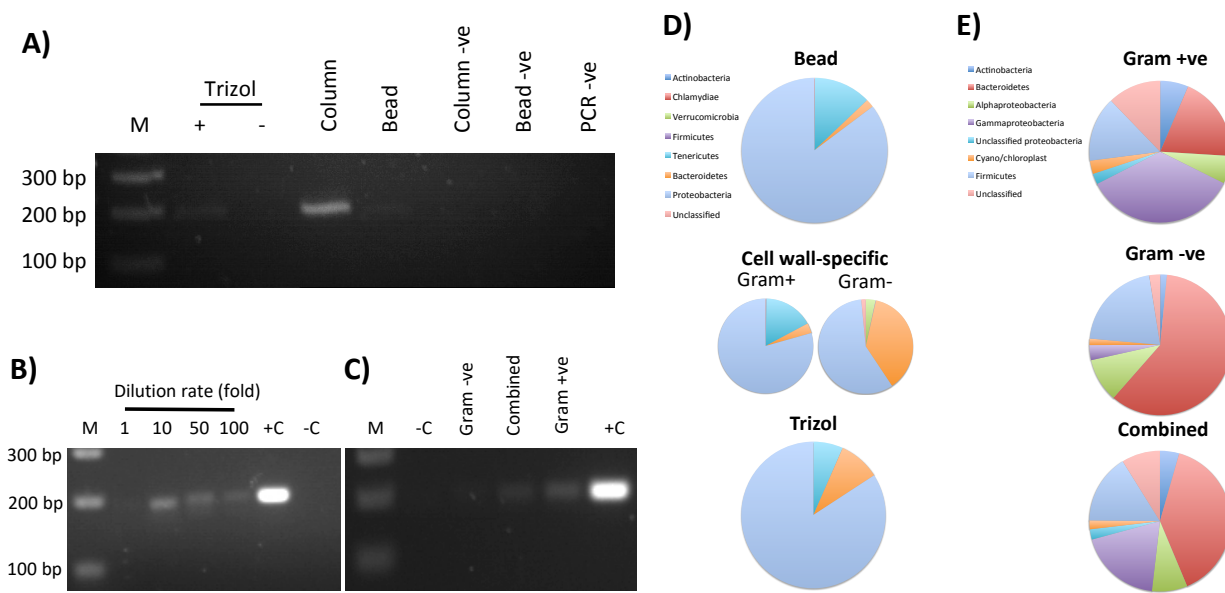 A)
Trizol
M
+
-
Column
Bead
Column -ve
Bead -ve
PCR -ve
300 bp
200 bp
100 bp
B)
Dilution rate (fold)
M 1 10 50 100 +C -C
300 bp
200 bp
100 bp
C)
M
-C
Gram -ve
Combined
Gram +ve
+C
D)
Bead
Actinobacteria
Chlamydiae
Verrucomicrobia
Firmicutes
Tenericutes
Bacteroidetes
Proteobacteria
Unclassified
Cell wall-specific
Gram+ Gram-
Trizol
E)
Gram +ve
Actinobacteria
Bacteroidetes
Alphaproteobacteria
Gammaproteobacteria
Unclassified proteobacteria
Cyano/chloroplast
Firmicutes
Unclassified
Gram -ve
Combined